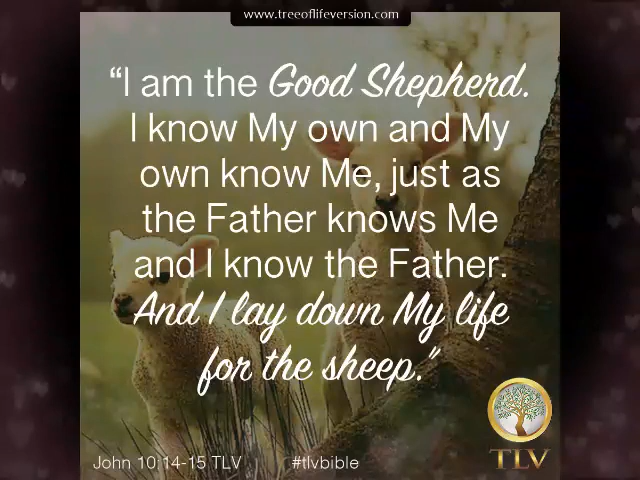 www.treeoflifeversion.com
“I am the Good Shepherd.
I know My own and My
own know Me, just as
the Father knows Me
and I know the Father.
And I lay down My life
for the sheep.”
John 10:14-15 TLV #tlvbible
TLV